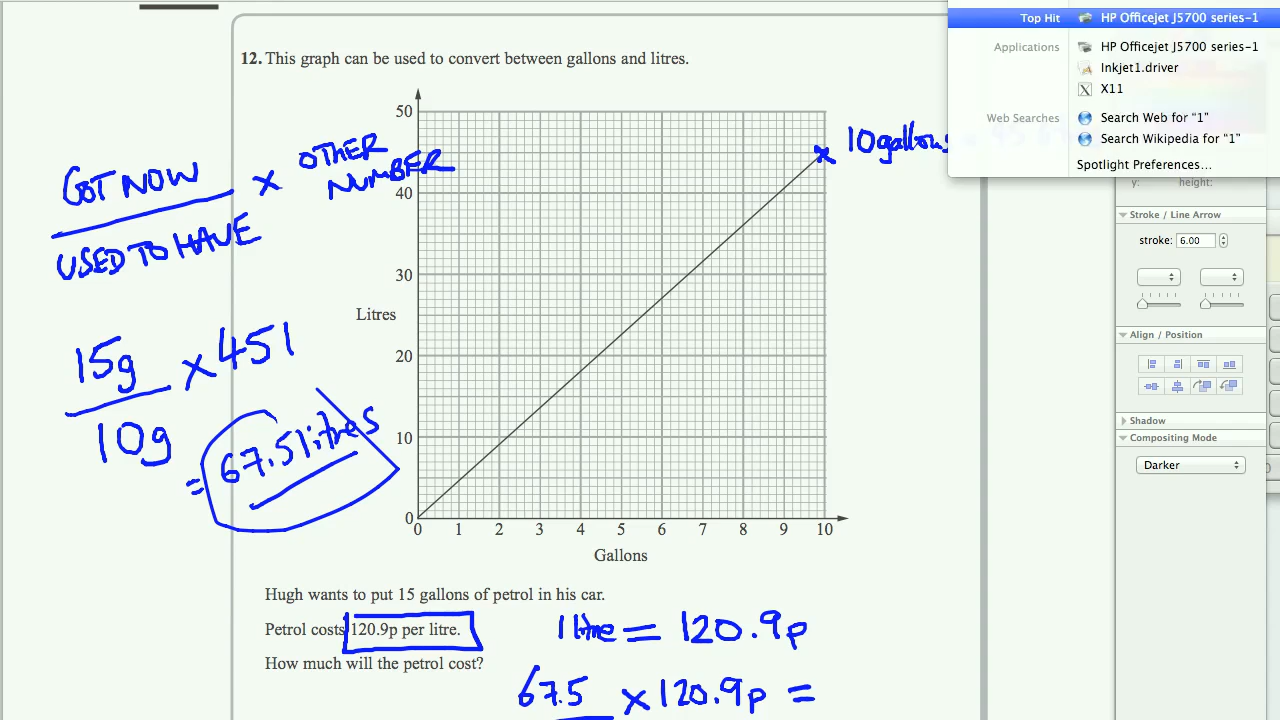 Top Hit HP Officejet J5700 series-1
Applications HP Officejet J5700 series-1
Inkjet1.driver
X11
Web Searches Search Web for "1"
Search Wikipedia for "1"
Spotlight Preferences...
y: height:
Stroke / Line Arrow
stroke: 6.00
Align / Position
Shadow
Compositing Mode
Darker
12. This graph can be used to convert between gallons and litres.
50
40
30
20
10
0
Litres
0 1 2 3 4 5 6 7 8 9 10
Gallons
10gallons
GOT NOW
USED TO HAVE
x OTHER
NUMBER
15g
10g
x 45l
= 67.5 litres
Hugh wants to put 15 gallons of petrol in his car.
Petrol costs 120.9p per litre.
How much will the petrol cost?
1 litre = 120.9p
67.5 x 120.9p =